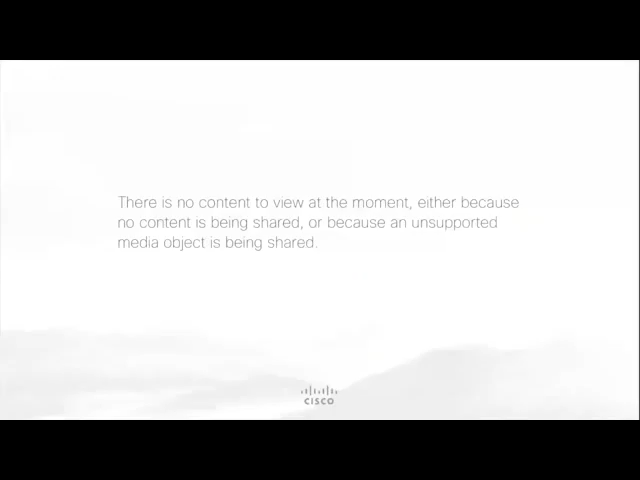 There is no content to view at the moment, either because
no content is being shared, or because an unsupported
media object is being shared.
CISCO